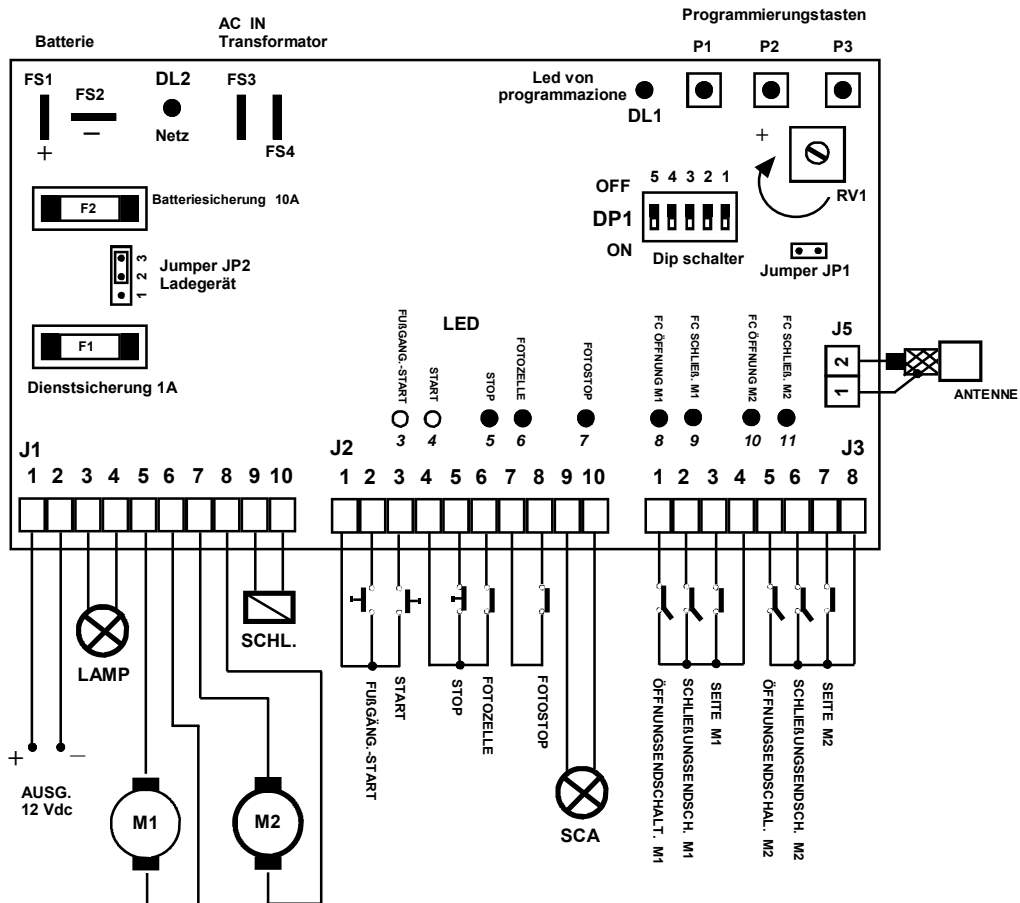 Batterie
AC IN
Transformator
Programmierungstasten
P1 P2 P3
FS1
FS2
DL2
FS3
FS4
+
−
Netz
Led von
programmazione
DL1
+
RV1
F2
Batteriesicherung 10A
OFF
5 4 3 2 1
DP1
ON
Dip schalter
Jumper JP1
3
2
1
Jumper JP2
Ladegerät
F1
Dienstsicherung 1A
LED
FUßGANG.-START
START
STOP
FOTOZELLE
FOTOSTOP
FC ÖFFNUNG M1
FC SCHLIEß. M1
FC ÖFFNUNG M2
FC SCHLIEß. M2
3 4 5 6 7 8 9 10 11
J5
2
1
ANTENNE
J1
1 2 3 4 5 6 7 8 9 10
J2
1 2 3 4 5 6 7 8 9 10
J3
1 2 3 4 5 6 7 8
LAMP
SCHL.
+ −
AUSG.
12 Vdc
M1
M2
FUßGÄNG.-START
START
STOP
FOTOZELLE
FOTOSTOP
SCA
ÖFFNUNGSENDSCHALT. M1
SCHLIEßUNGSENDSCH. M1
SEITE M1
ÖFFNUNGSENDSCHAL. M2
SCHLIEßUNGSENDSCH. M2
SEITE M2